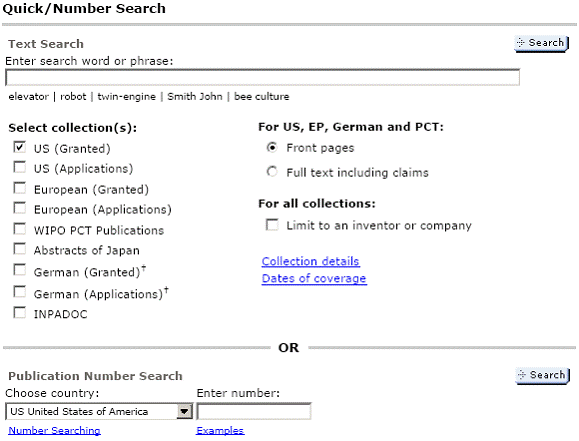 Quick/Number Search
Text Search
Search
Enter search word or phrase:
elevator | robot | twin-engine | Smith John | bee culture
Select collection(s):
US (Granted)
US (Applications)
European (Granted)
European (Applications)
WIPO PCT Publications
Abstracts of Japan
German (Granted)†
German (Applications)†
INPADOC
For US, EP, German and PCT:
Front pages
Full text including claims
For all collections:
Limit to an inventor or company
Collection details
Dates of coverage
OR
Publication Number Search
Search
Choose country: Enter number:
US United States of America
Number Searching Examples